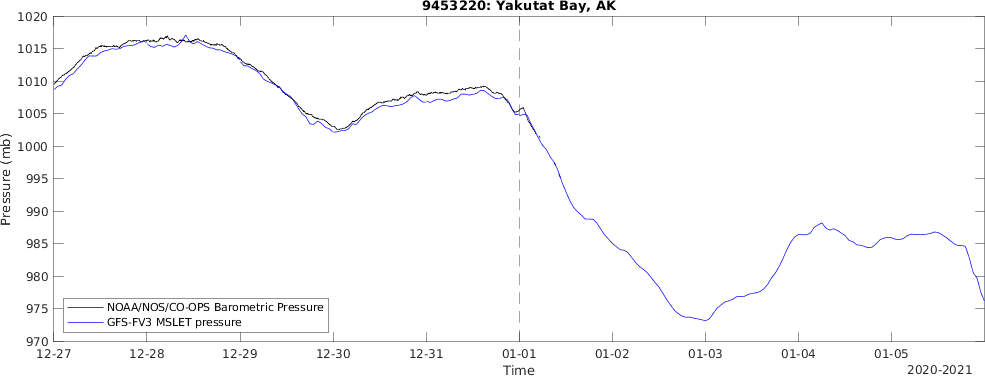 9453220: Yakutat Bay, AK
1020
1015
1010
1005
1000
995
990
985
980
975
970
Pressure (mb)
NOAA/NOS/CO-OPS Barometric Pressure
GFS-FV3 MSLET pressure
12-27 12-28 12-29 12-30 12-31 01-01 01-02 01-03 01-04 01-05
Time
2020-2021